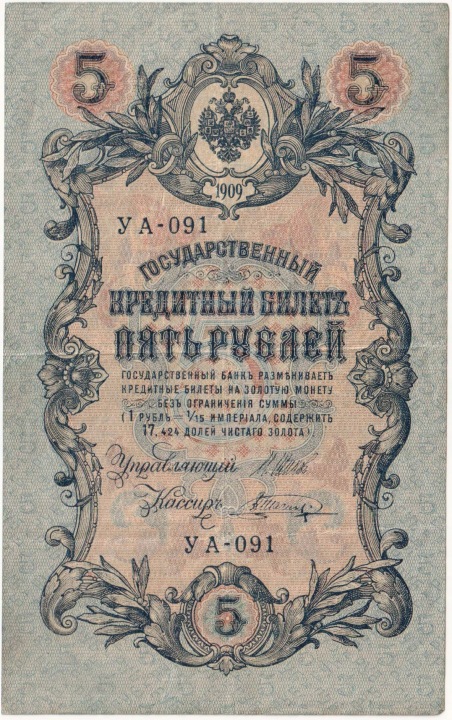 5 5
1909
УА-091
ГОСУДАРСТВЕННЫЙ
КРЕДИТНЫЙ БИЛЕТЪ
ПЯТЬ РУБЛЕЙ
ГОСУДАРСТВЕННЫЙ БАНКЪ РАЗМѢНИВАЕТЪ
КРЕДИТНЫЕ БИЛЕТЫ НА ЗОЛОТУЮ МОНЕТУ
БЕЗЪ ОГРАНИЧЕНІЯ СУММЫ
(1 РУБЛЬ = 1/15 ИМПЕРІАЛА, СОДЕРЖИТЪ
17,424 ДОЛЕЙ ЧИСТАГО ЗОЛОТА).
Управляющій
Кассиръ
УА-091
5